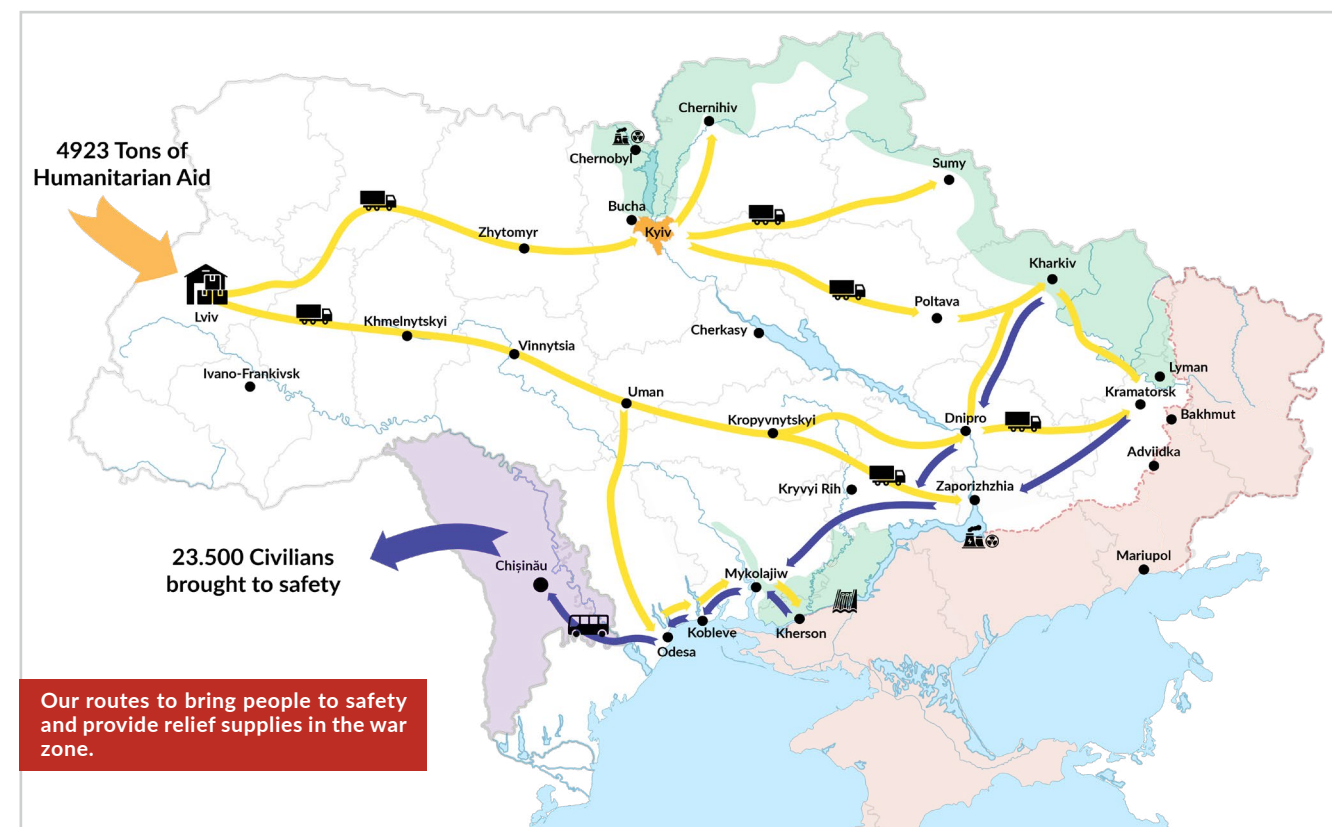 4923 Tons of
Humanitarian Aid
Chernihiv
Chernobyl
Sumy
Bucha
Kyiv
Zhytomyr
Kharkiv
Lviv
Poltava
Khmelnytskyi
Cherkasy
Vinnytsia
Ivano-Frankivsk
Lyman
Uman
Kramatorsk
Kropyvnytskyi
Dnipro
Bakhmut
Adviidka
Kryvyi Rih
Zaporizhzhia
23.500 Civilians
brought to safety
Chișinău
Mariupol
Mykolajiw
Kobleve
Kherson
Odesa
Our routes to bring people to safety
and provide relief supplies in the war
zone.